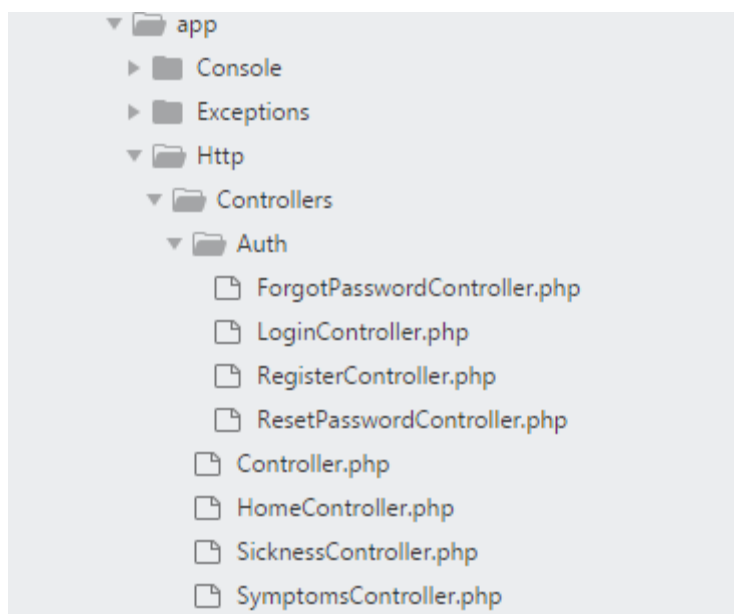 app
Console
Exceptions
Http
Controllers
Auth
ForgotPasswordController.php
LoginController.php
RegisterController.php
ResetPasswordController.php
Controller.php
HomeController.php
SicknessController.php
SymptomsController.php